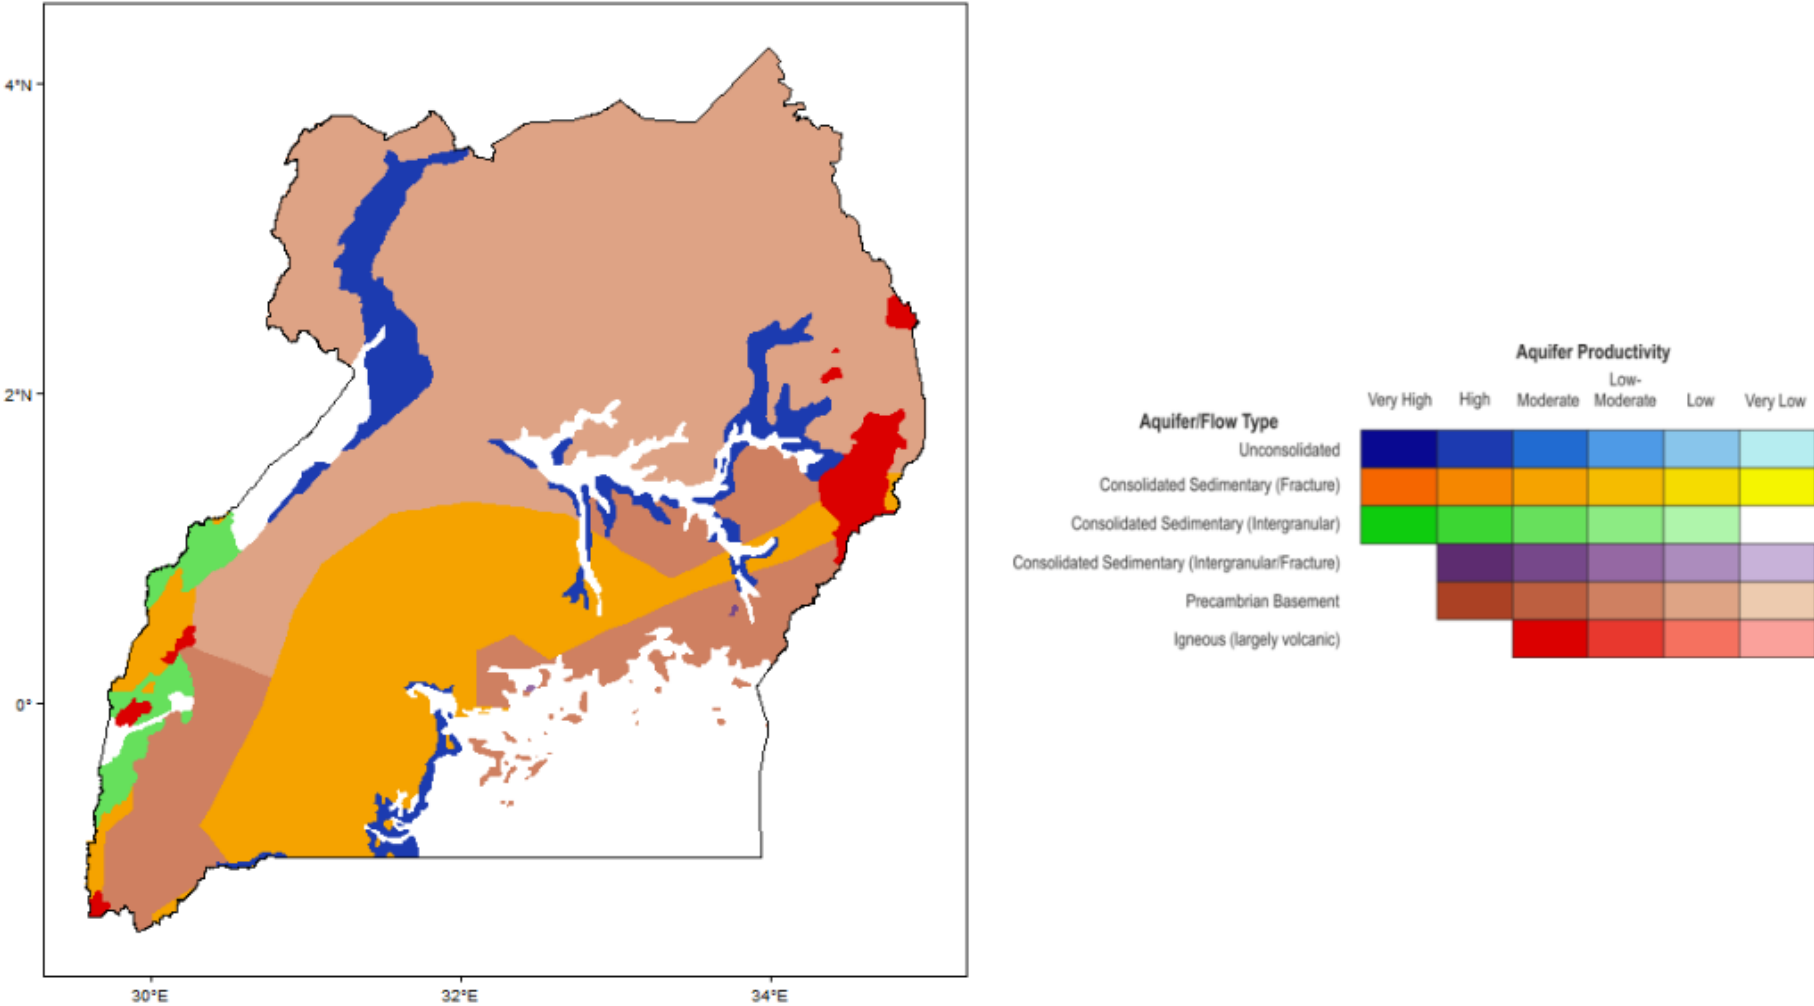 4°N
2°N
0°
30°E
32°E
34°E
Aquifer Productivity
Low-
Very High High Moderate Moderate Low Very Low
Aquifer/Flow Type
Unconsolidated
Consolidated Sedimentary (Fracture)
Consolidated Sedimentary (Intergranular)
Consolidated Sedimentary (Intergranular/Fracture)
Precambrian Basement
Igneous (largely volcanic)